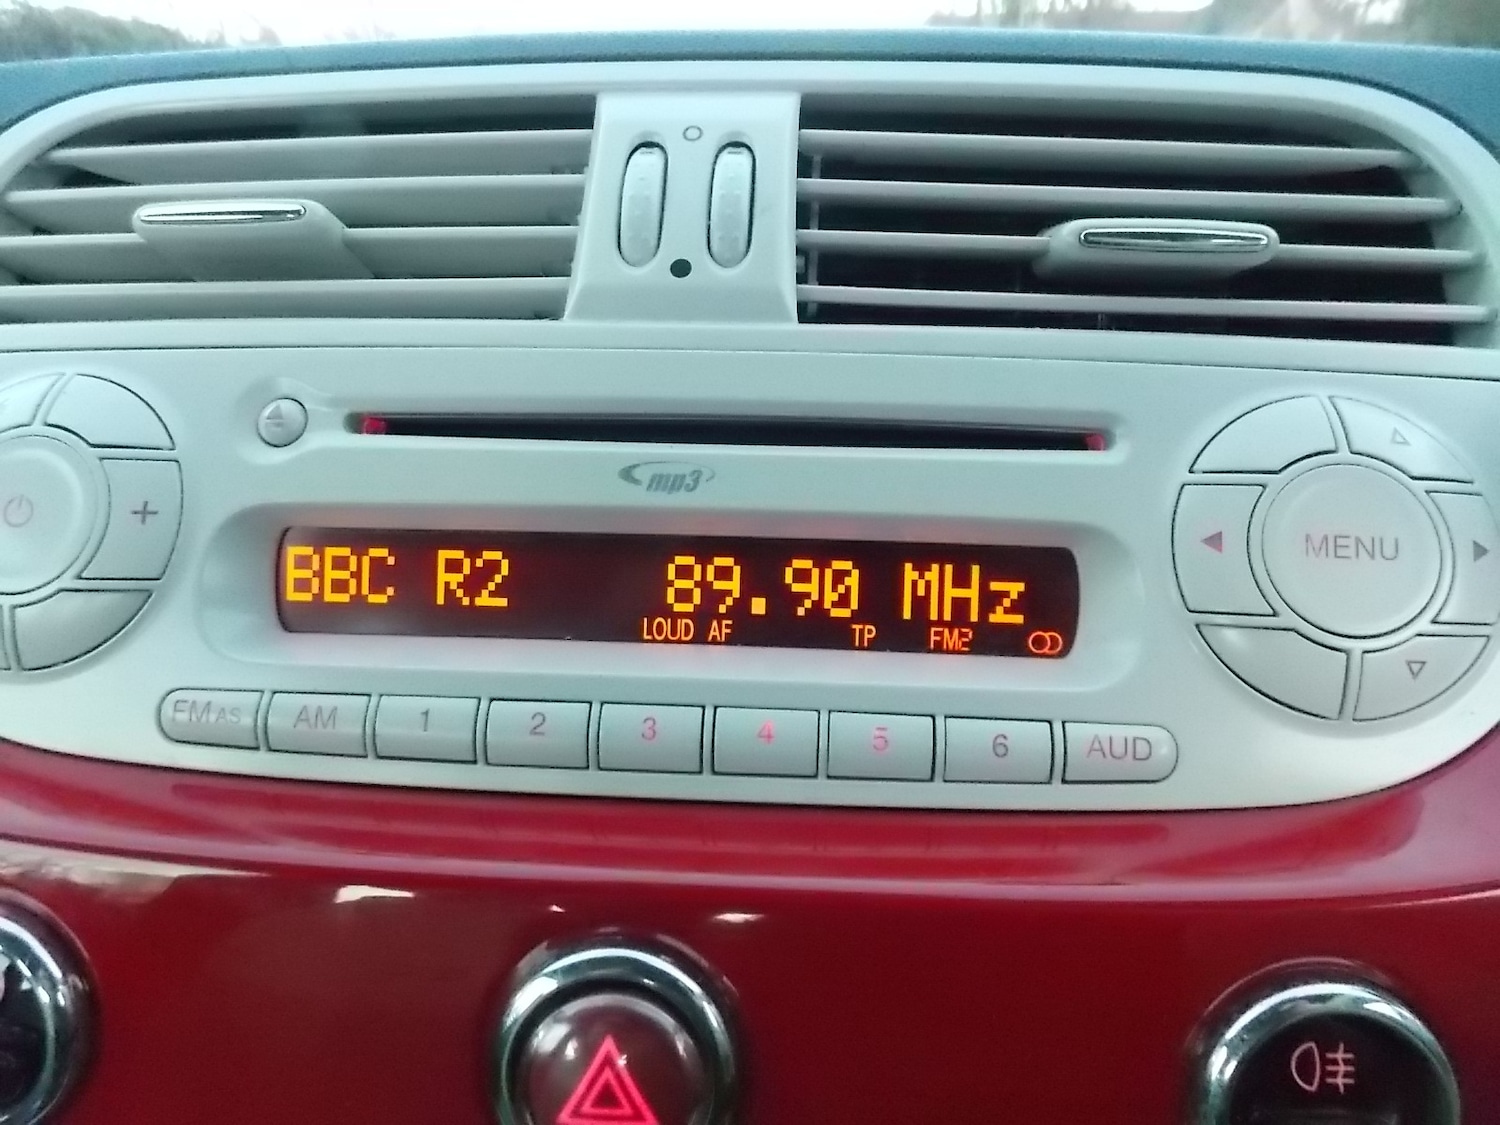 mp3
BBC R2 89.90 MHz
LOUD AF TP FM2
MENU
FM AS AM 1 2 3 4 5 6 AUD